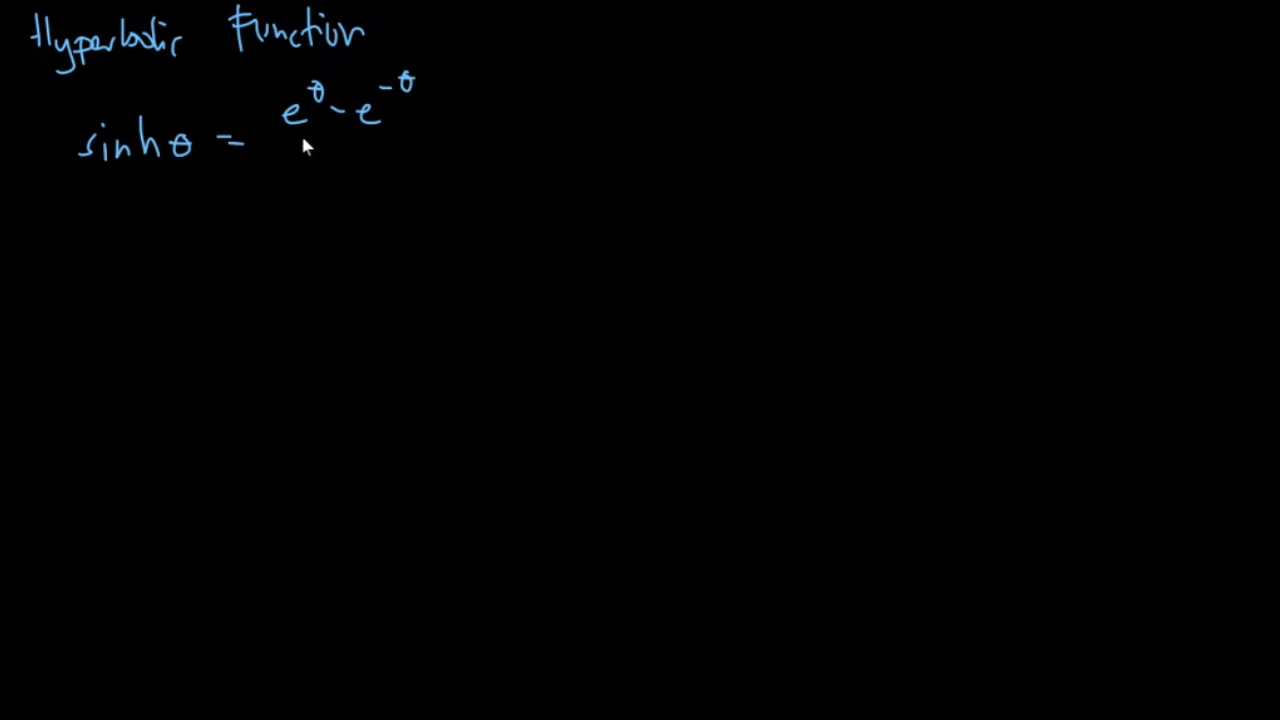 Hyperbolic Function
sinhθ = e^θ - e^-θ